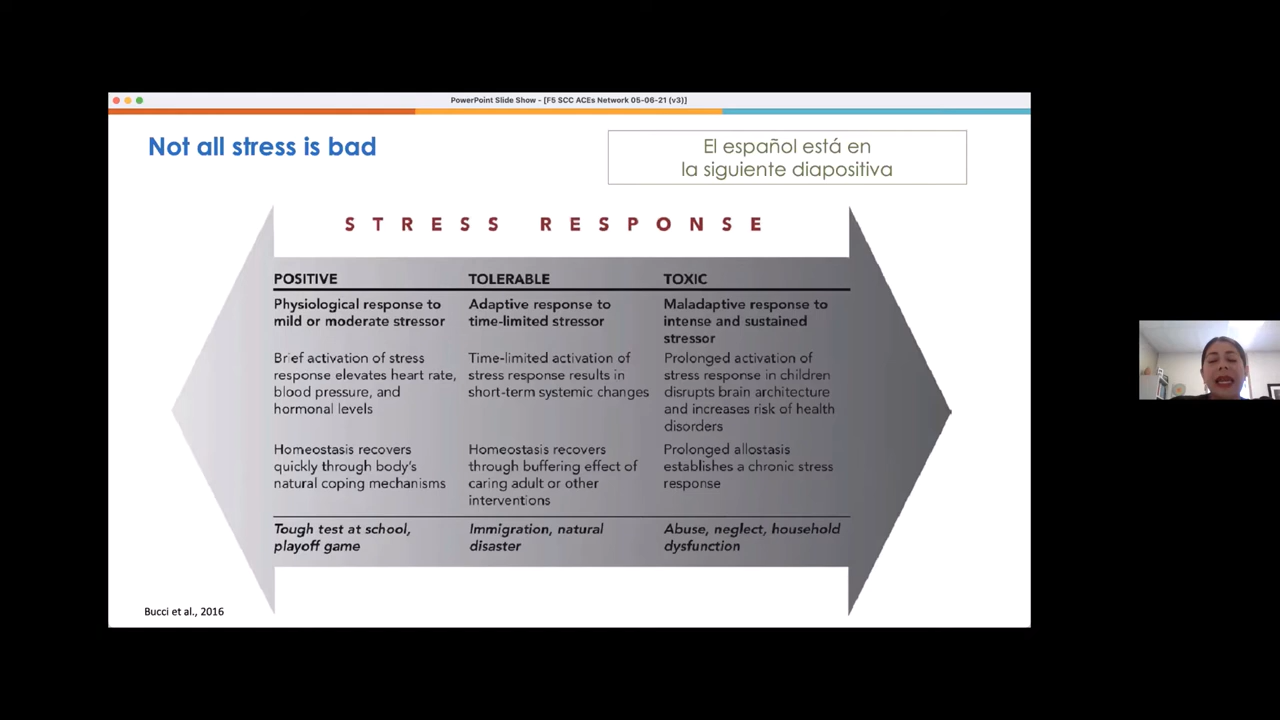 PowerPoint Slide Show - [F5 SCC ACEs Network 05-06-21 (v3)]
Not all stress is bad
El español está en
la siguiente diapositiva
STRESS RESPONSE
POSITIVE
Physiological response to
mild or moderate stressor
Brief activation of stress
response elevates heart rate,
blood pressure, and
hormonal levels
Homeostasis recovers
quickly through body's
natural coping mechanisms
Tough test at school,
playoff game
TOLERABLE
Adaptive response to
time-limited stressor
Time-limited activation of
stress response results in
short-term systemic changes
Homeostasis recovers
through buffering effect of
caring adult or other
interventions
Immigration, natural
disaster
TOXIC
Maladaptive response to
intense and sustained
stressor
Prolonged activation of
stress response in children
disrupts brain architecture
and increases risk of health
disorders
Prolonged allostasis
establishes a chronic stress
response
Abuse, neglect, household
dysfunction
Bucci et al., 2016